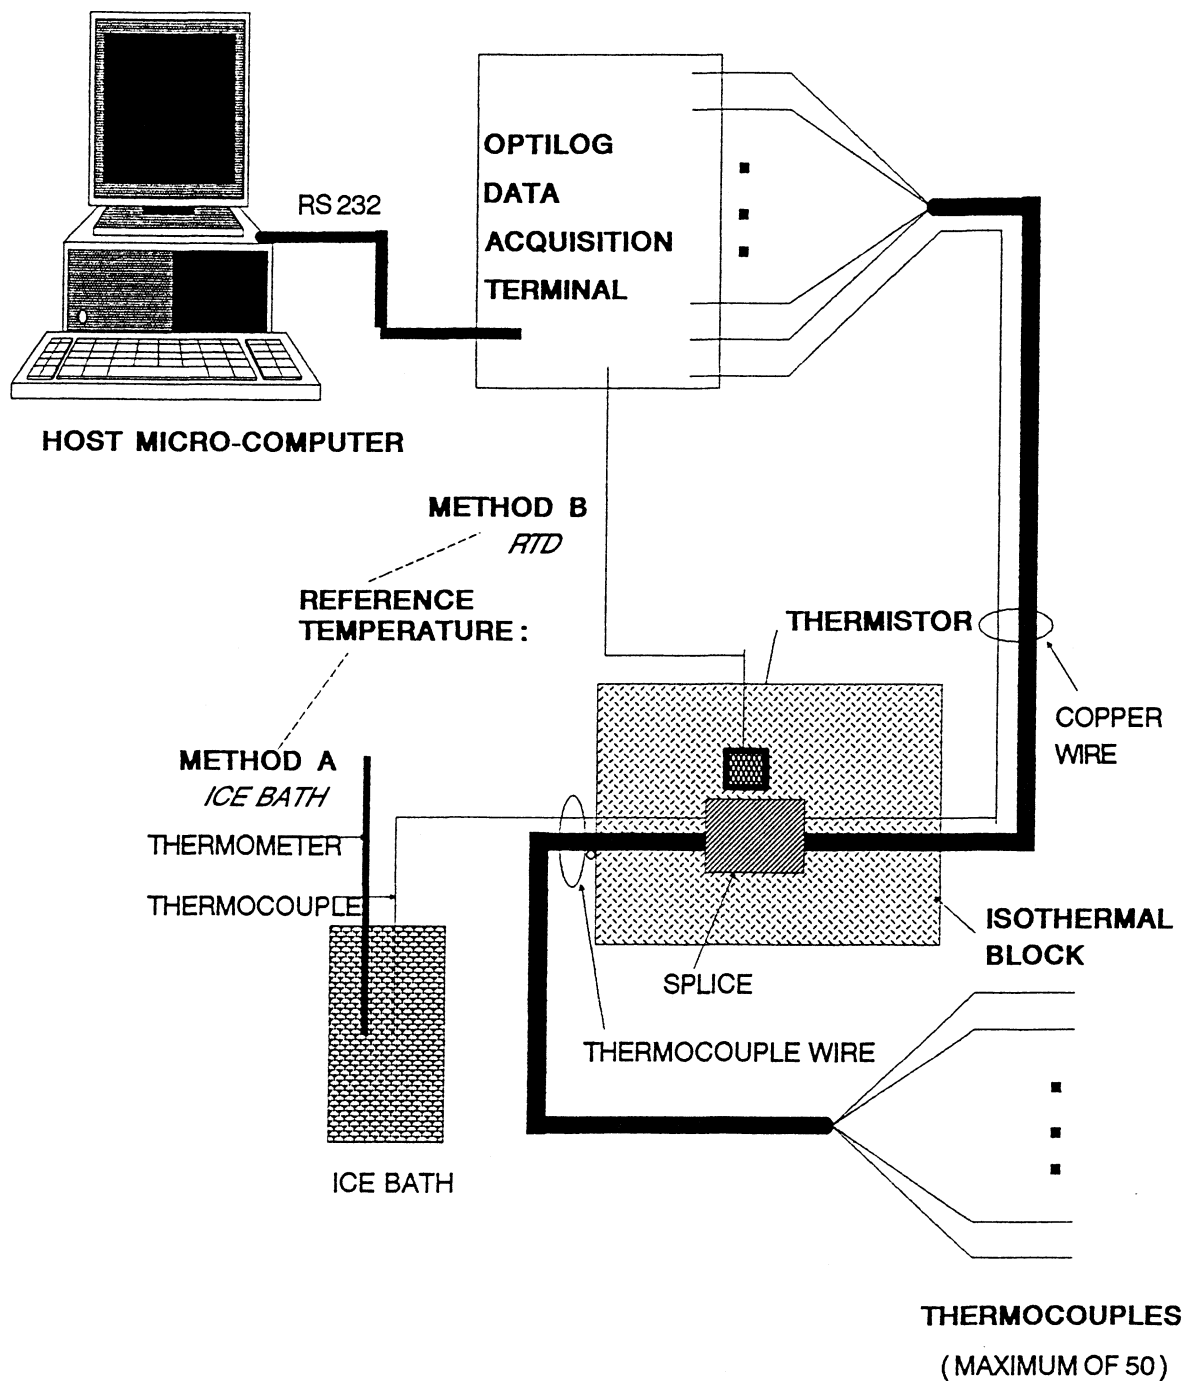 OPTILOG
DATA
ACQUISITION
TERMINAL
RS 232
HOST MICRO-COMPUTER
METHOD B
RTD
REFERENCE
TEMPERATURE :
THERMISTOR
COPPER
WIRE
METHOD A
ICE BATH
THERMOMETER
THERMOCOUPLE
ISOTHERMAL
BLOCK
SPLICE
THERMOCOUPLE WIRE
ICE BATH
THERMOCOUPLES
( MAXIMUM OF 50 )